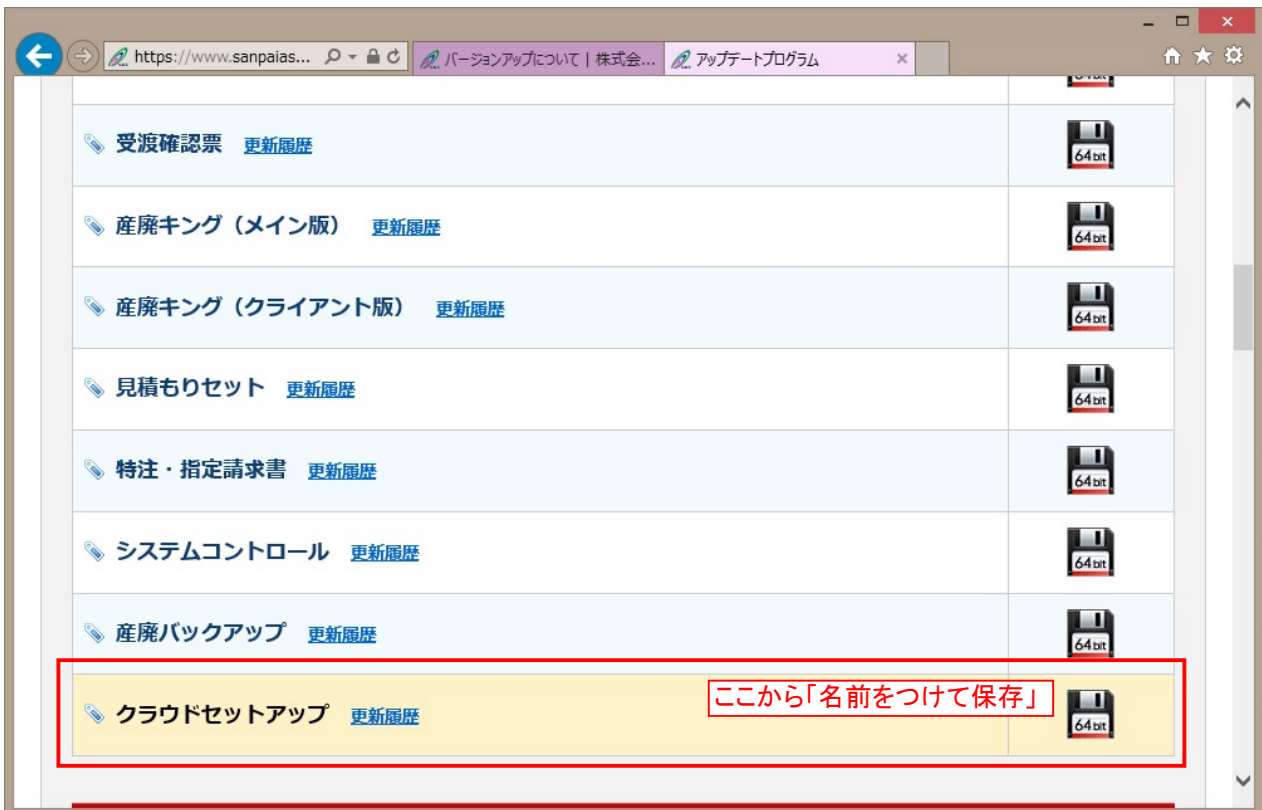 https://www.sanpaias...
バージョンアップについて | 株式会...
アップデートプログラム
受渡確認票 更新履歴
64bit
産廃キング（メイン版） 更新履歴
64bit
産廃キング（クライアント版） 更新履歴
64bit
見積もりセット 更新履歴
64bit
特注・指定請求書 更新履歴
64bit
システムコントロール 更新履歴
64bit
産廃バックアップ 更新履歴
64bit
ここから「名前をつけて保存」
クラウドセットアップ 更新履歴
64bit